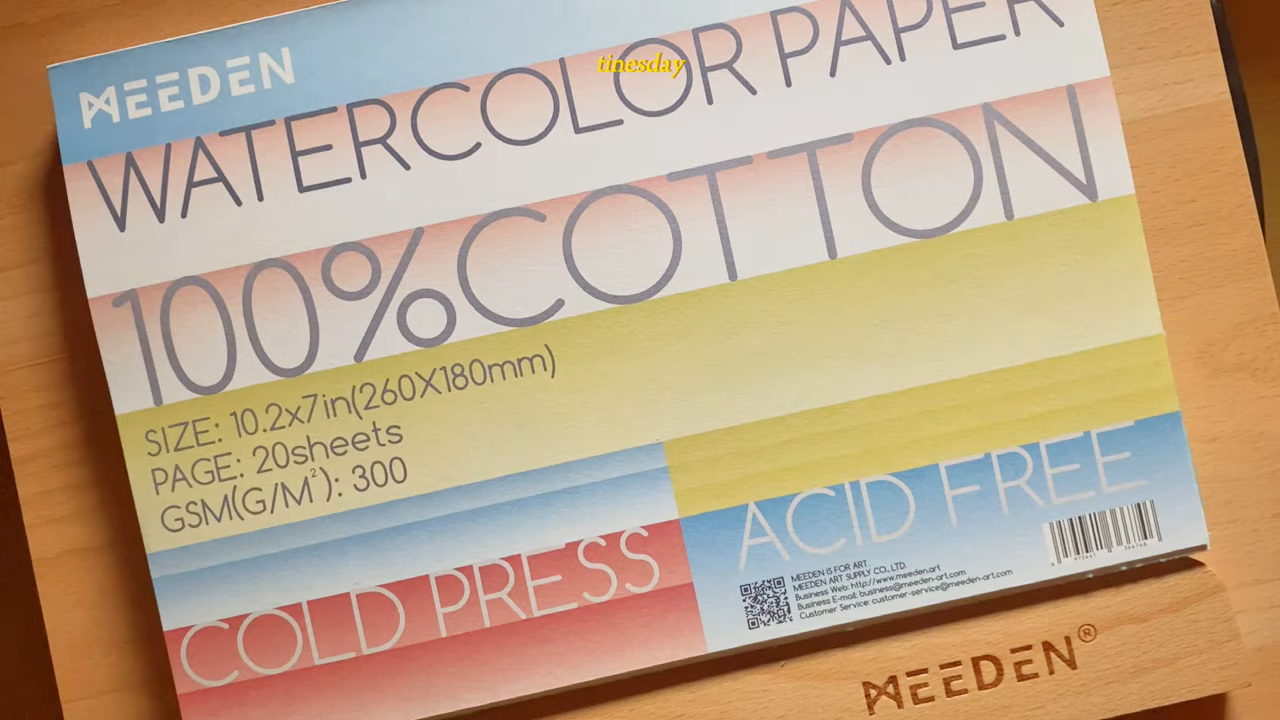 tinesday
MEEDEN
WATERCOLOR PAPER
100%COTTON
SIZE: 10.2x7in(260X180mm)
PAGE: 20sheets
GSM(G/M²): 300
COLD PRESS
ACID FREE
MEEDEN IS FOR ART.
MEEDEN ART SUPPLY CO., LTD.
Business Web: http://www.meeden.art
Business E-mail: business@meeden-art.com
Customer Service: customer-service@meeden-art.com
MEEDEN®